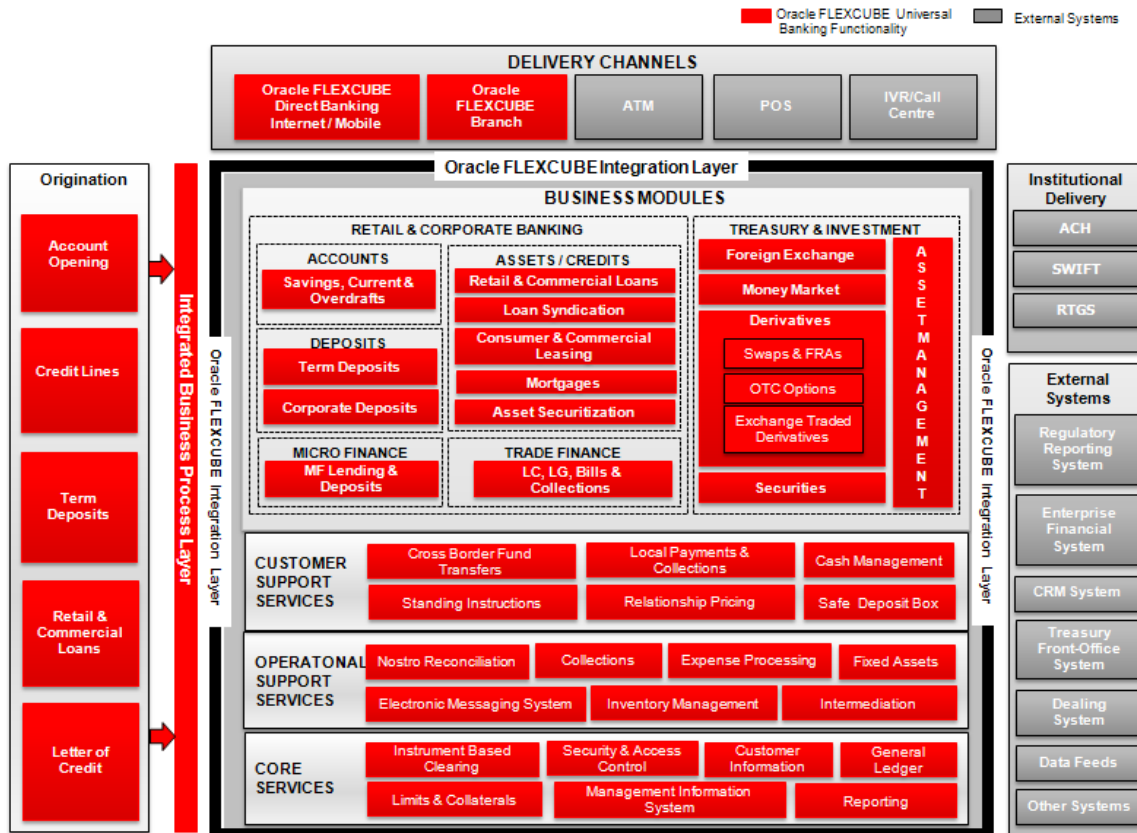 Oracle FLEXCUBE Universal
Banking Functionality
External Systems
DELIVERY CHANNELS
Oracle FLEXCUBE
Direct Banking
Internet / Mobile
Oracle
FLEXCUBE
Branch
ATM
POS
IVR/Call
Centre
Origination
Account
Opening
Credit Lines
Term
Deposits
Retail &
Commercial
Loans
Letter of
Credit
Integrated Business Process Layer
Oracle FLEXCUBE Integration Layer
Oracle FLEXCUBE Integration Layer
BUSINESS MODULES
RETAIL & CORPORATE BANKING
ACCOUNTS
Savings, Current &
Overdrafts
DEPOSITS
Term Deposits
Corporate Deposits
MICRO FINANCE
MF Lending &
Deposits
ASSETS / CREDITS
Retail & Commercial Loans
Loan Syndication
Consumer & Commercial
Leasing
Mortgages
Asset Securitization
TRADE FINANCE
LC, LG, Bills &
Collections
TREASURY & INVESTMENT
Foreign Exchange
Money Market
Derivatives
Swaps & FRAs
OTC Options
Exchange Traded
Derivatives
Securities
ASSET MANAGEMENT
CUSTOMER
SUPPORT
SERVICES
Cross Border Fund
Transfers
Local Payments &
Collections
Cash Management
Standing Instructions
Relationship Pricing
Safe Deposit Box
OPERATONAL
SUPPORT
SERVICES
Nostro Reconciliation
Collections
Expense Processing
Fixed Assets
Electronic Messaging System
Inventory Management
Intermediation
CORE
SERVICES
Instrument Based
Clearing
Security & Access
Control
Customer
Information
General
Ledger
Limits & Collaterals
Management Information
System
Reporting
Oracle FLEXCUBE Integration Layer
Institutional
Delivery
ACH
SWIFT
RTGS
External
Systems
Regulatory
Reporting
System
Enterprise
Financial
System
CRM System
Treasury
Front-Office
System
Dealing
System
Data Feeds
Other Systems